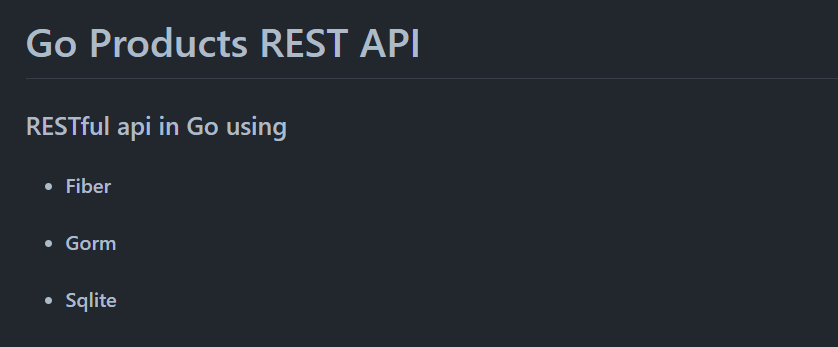 Go Products REST API
RESTful api in Go using
Fiber
Gorm
Sqlite